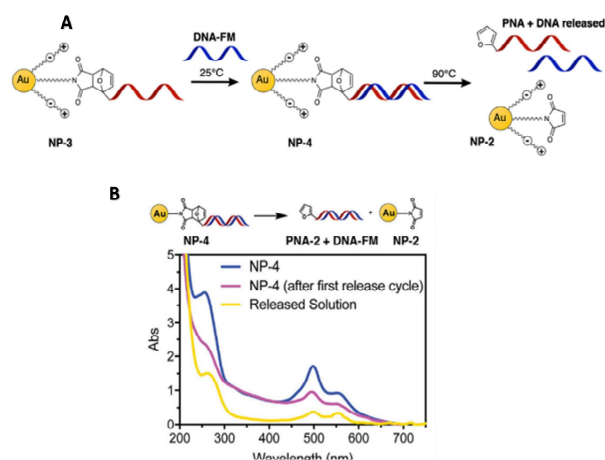 A
DNA-FM
25°C
90°C
PNA + DNA released
Au
N
O
O
O
NP-3
Au
N
O
O
O
NP-4
O
Au
N
O
O
NP-2
B
Au
N
O
O
O
NP-4
O
PNA-2 + DNA-FM
+
Au
N
O
O
NP-2
NP-4
NP-4 (after first release cycle)
Released Solution
Abs
5
4
3
2
1
0
200 300 400 500 600 700
Wavelength (nm)